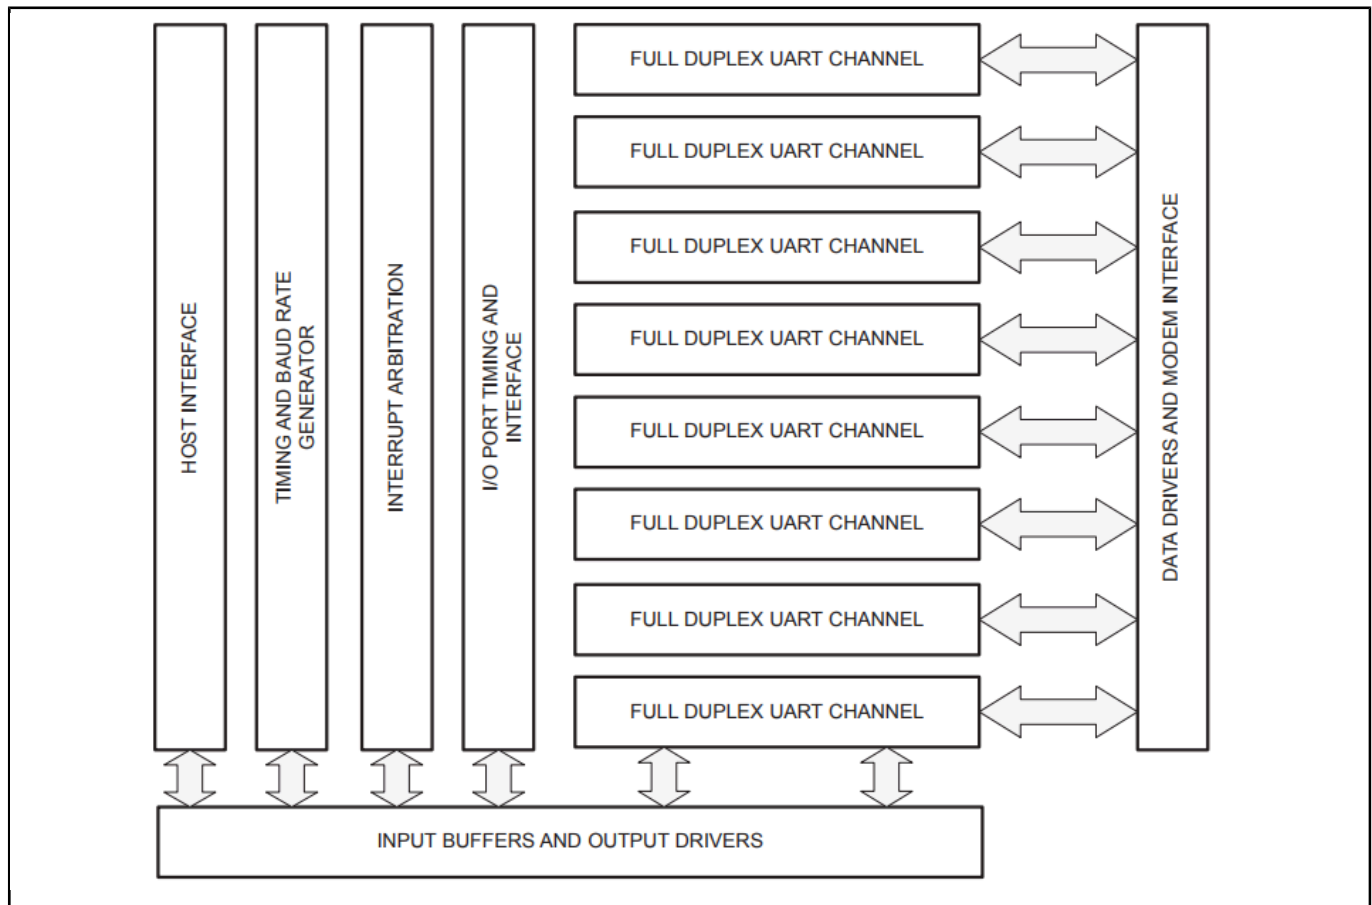 HOST INTERFACE
TIMING AND BAUD RATE
GENERATOR
INTERRUPT ARBITRATION
I/O PORT TIMING AND
INTERFACE
FULL DUPLEX UART CHANNEL
FULL DUPLEX UART CHANNEL
FULL DUPLEX UART CHANNEL
FULL DUPLEX UART CHANNEL
FULL DUPLEX UART CHANNEL
FULL DUPLEX UART CHANNEL
FULL DUPLEX UART CHANNEL
FULL DUPLEX UART CHANNEL
DATA DRIVERS AND MODEM INTERFACE
INPUT BUFFERS AND OUTPUT DRIVERS